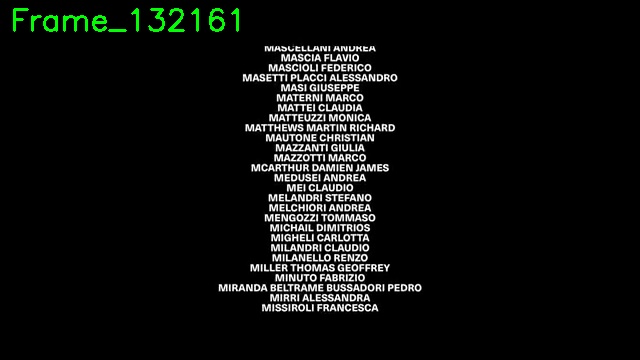 Frame_132161
MASCELLANI ANDREA
MASCIA FLAVIO
MASCIOLI FEDERICO
MASETTI PLACCI ALESSANDRO
MASI GIUSEPPE
MATERNI MARCO
MATTEI CLAUDIA
MATTEUZZI MONICA
MATTHEWS MARTIN RICHARD
MAUTONE CHRISTIAN
MAZZANTI GIULIA
MAZZOTTI MARCO
MCARTHUR DAMIEN JAMES
MEDUSEI ANDREA
MEI CLAUDIO
MELANDRI STEFANO
MELCHIORI ANDREA
MENGOZZI TOMMASO
MICHAIL DIMITRIOS
MIGHELI CARLOTTA
MILANDRI CLAUDIO
MILANELLO RENZO
MILLER THOMAS GEOFFREY
MINUTO FABRIZIO
MIRANDA BELTRAME BUSSADORI PEDRO
MIRRI ALESSANDRA
MISSIROLI FRANCESCA